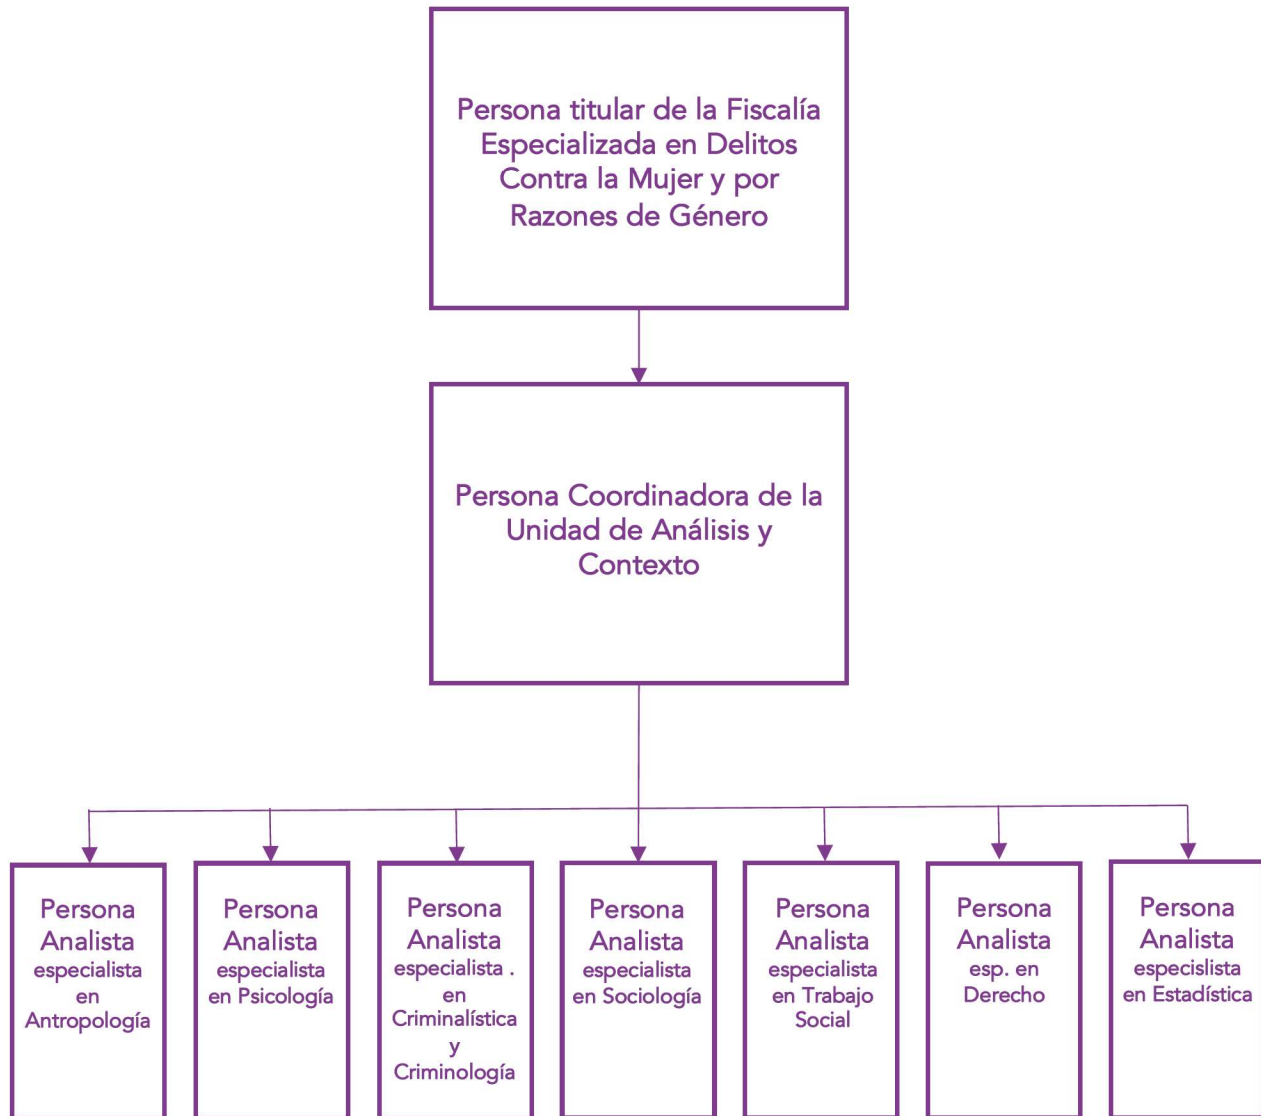 Persona titular de la Fiscalía
Especializada en Delitos
Contra la Mujer y por
Razones de Género
Persona Coordinadora de la
Unidad de Análisis y
Contexto
Persona
Analista
especialista
en
Antropología
Persona
Analista
especialista
en Psicología
Persona
Analista
especialista .
en
Criminalística
y
Criminología
Persona
Analista
especialista
en Sociología
Persona
Analista
especialista
en Trabajo
Social
Persona
Analista
esp. en
Derecho
Persona
Analista
especislista
en Estadística